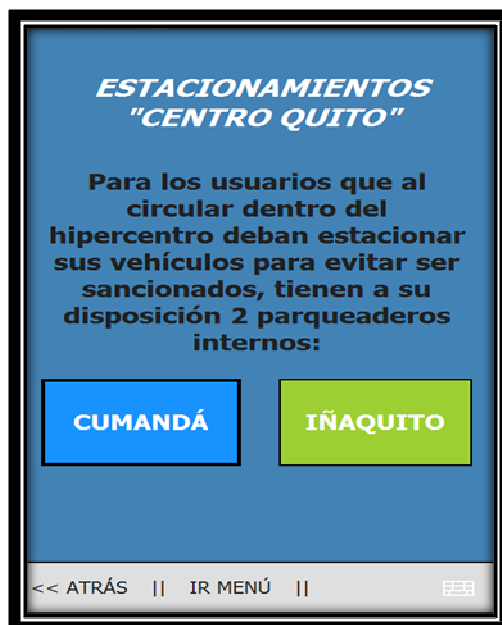 ESTACIONAMIENTOS
"CENTRO QUITO"
Para los usuarios que al
circular dentro del
hipercentro deban estacionar
sus vehículos para evitar ser
sancionados, tienen a su
disposición 2 parqueaderos
internos:
CUMANDÁ
IÑAQUITO
<< ATRÁS || IR MENÚ ||